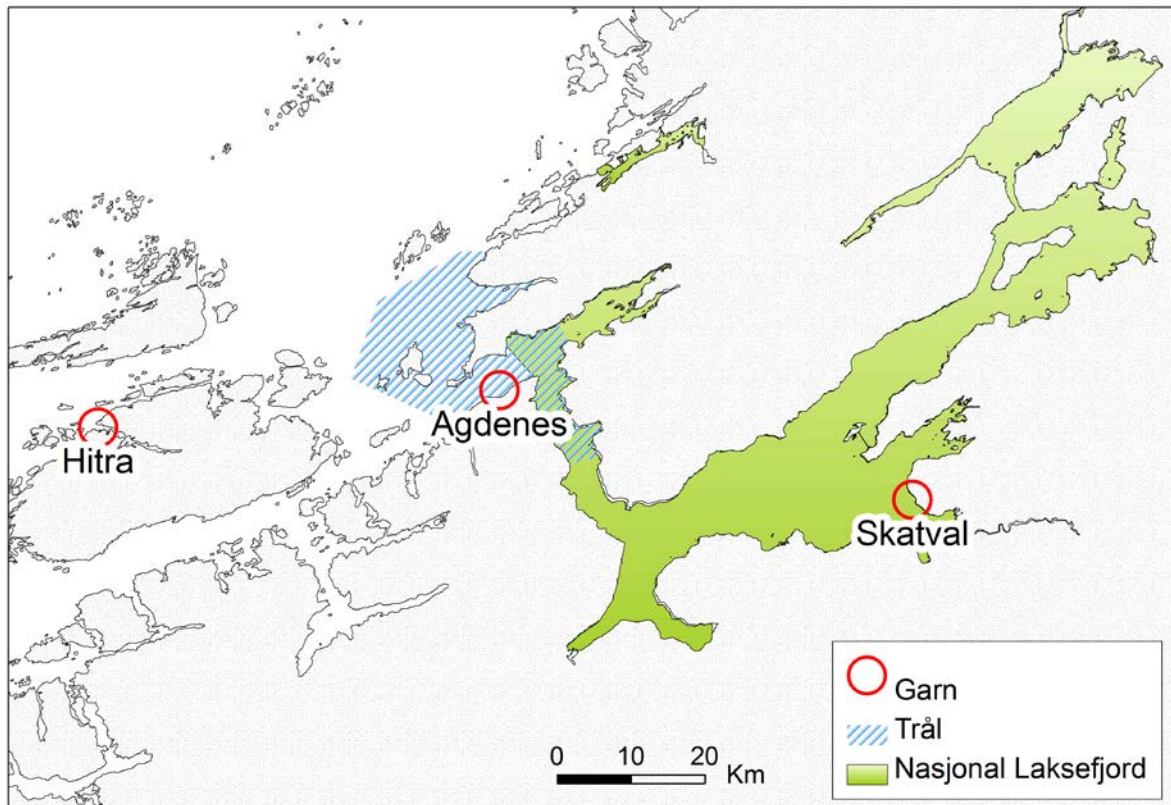 Hitra
Agdenes
Skatval
Garn
Trål
Nasjonal Laksefjord
0 10 20
Km